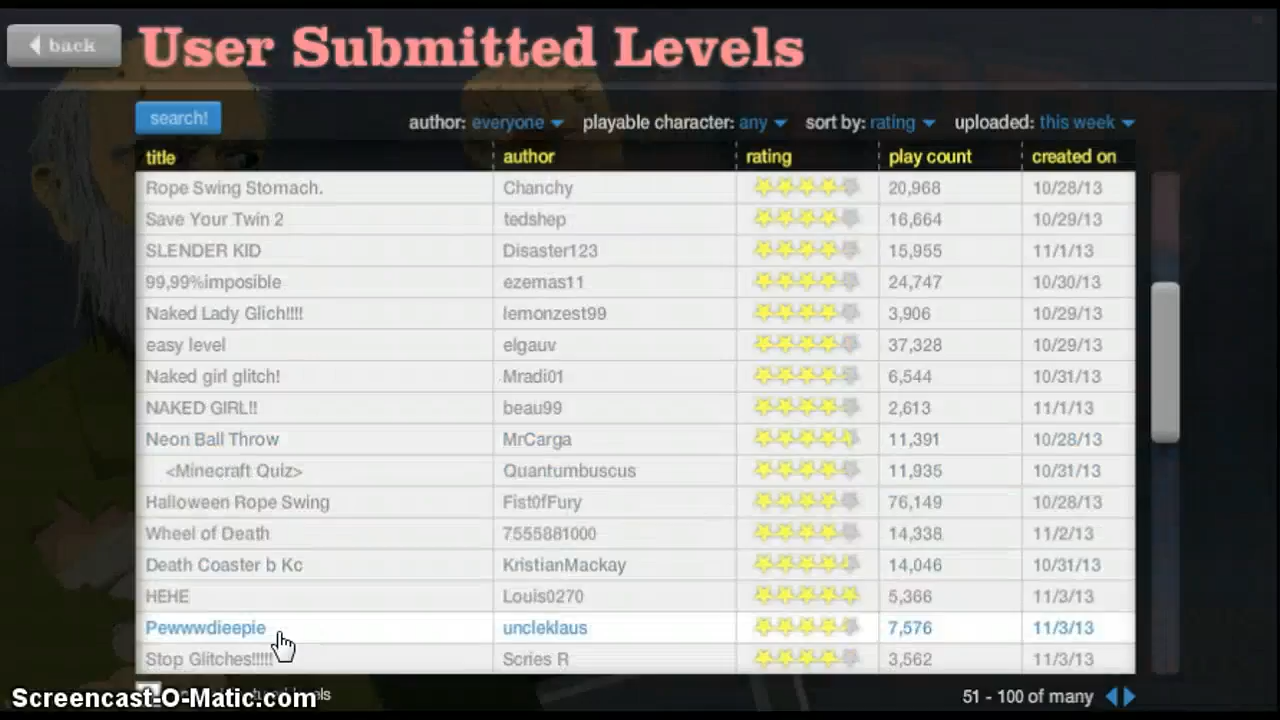 back
User Submitted Levels
search!
author: everyone playable character: any sort by: rating uploaded: this week
title author rating play count created on
Rope Swing Stomach. Chanchy 20,968 10/28/13
Save Your Twin 2 tedshep 16,664 10/29/13
SLENDER KID Disaster123 15,955 11/1/13
99,99%imposible ezemas11 24,747 10/30/13
Naked Lady Glich!!!! lemonzest99 3,906 10/29/13
easy level elgauv 37,328 10/29/13
Naked girl glitch! Mradi01 6,544 10/31/13
NAKED GIRL!! beau99 2,613 11/1/13
Neon Ball Throw MrCarga 11,391 10/28/13
<Minecraft Quiz> Quantumbuscus 11,935 10/31/13
Halloween Rope Swing Fist0fFury 76,149 10/28/13
Wheel of Death 7555881000 14,338 11/2/13
Death Coaster b Kc KristianMackay 14,046 10/31/13
HEHE Louis0270 5,366 11/3/13
Pewwwdieepie uncleklaus 7,576 11/3/13
Stop Glitches!!!!! Scries R 3,562 11/3/13
Screencast-O-Matic.com 51 - 100 of many